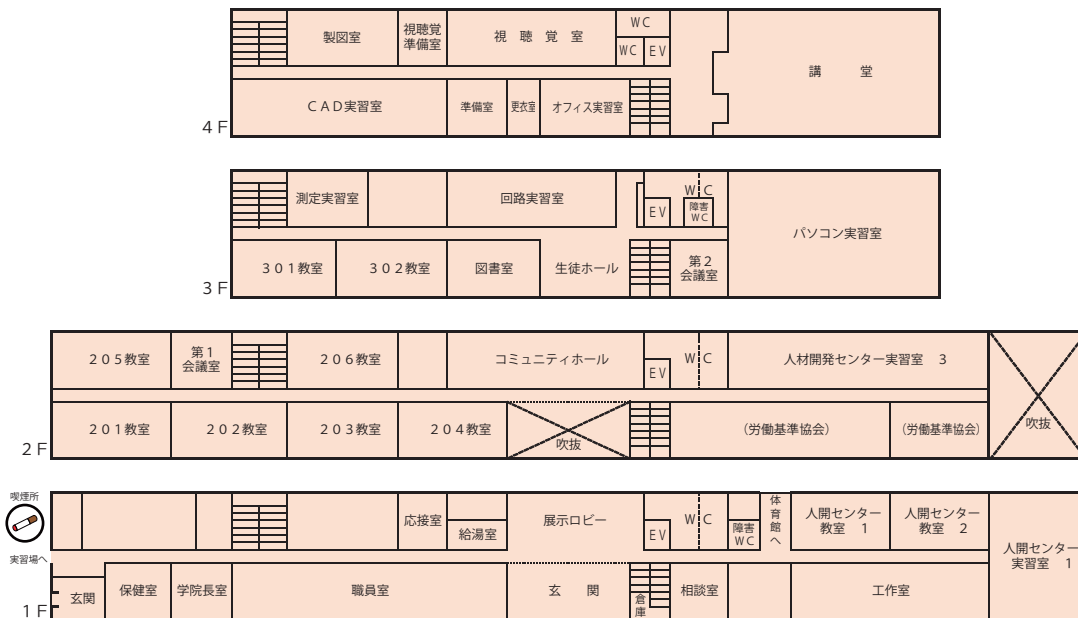 製図室
視聴覚
準備室
視 聴 覚 室
WC
WC
EV
講 堂
CAD実習室
準備室
更衣室
オフィス実習室
4F
測定実習室
回路実習室
EV
WC
障害
WC
パソコン実習室
301教室
302教室
図書室
生徒ホール
第2
会議室
3F
205教室
第1
会議室
206教室
コミュニティホール
EV
WC
人材開発センター実習室 3
吹抜
201教室
202教室
203教室
204教室
吹抜
(労働基準協会)
(労働基準協会)
2F
喫煙所
実習場へ
応接室
給湯室
展示ロビー
EV
WC
障害
WC
体育館へ
人開センター
教室 1
人開センター
教室 2
人開センター
実習室 1
玄関
保健室
学院長室
職員室
玄 関
倉庫
相談室
工作室
1F